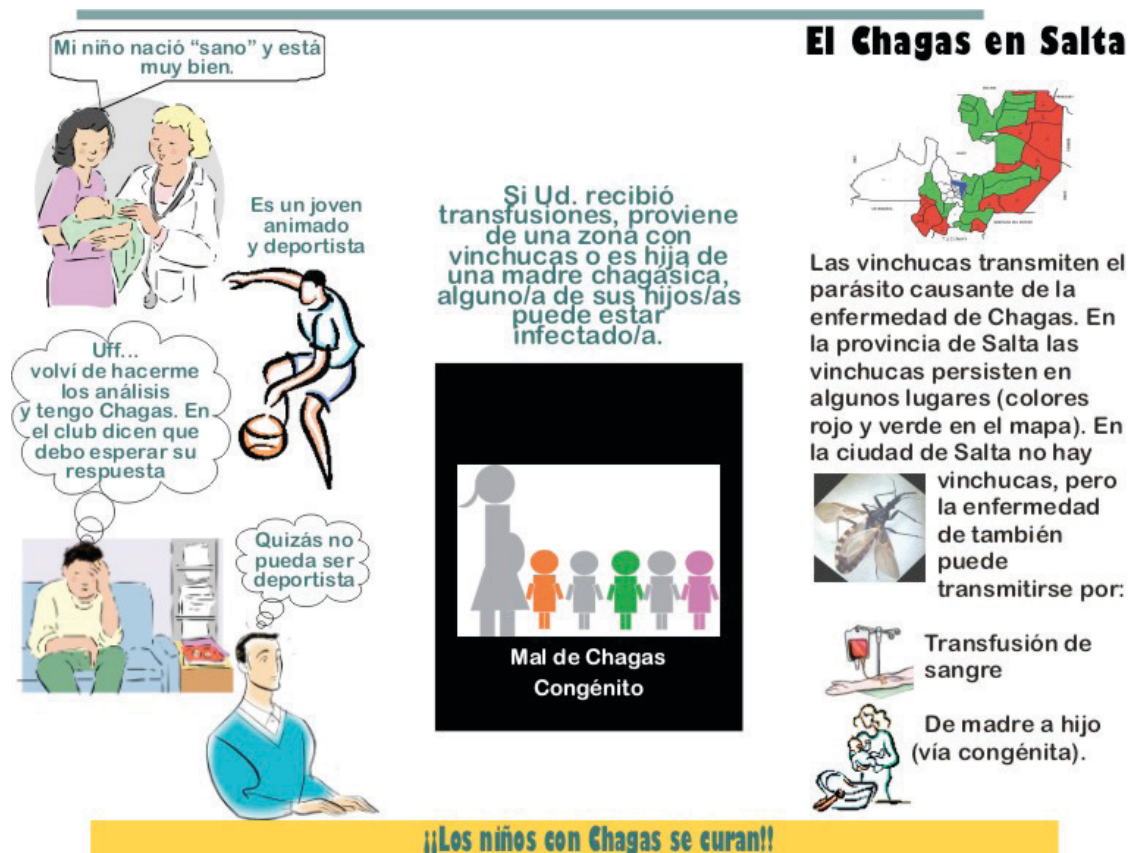 Mi niño nació “sano” y está
muy bien.
Es un joven
animado
y deportista
Uff...
volví de hacerme
los análisis
y tengo Chagas. En
el club dicen que
debo esperar su
respuesta
Quizás no
pueda ser
deportista
Si Ud. recibió
transfusiones, proviene
de una zona con
vinchucas o es hija de
una madre chagásica,
alguno/a de sus hijos/as
puede estar
infectado/a.
Mal de Chagas
Congénito
El Chagas en Salta
Las vinchucas transmiten el
parásito causante de la
enfermedad de Chagas. En
la provincia de Salta las
vinchucas persisten en
algunos lugares (colores
rojo y verde en el mapa). En
la ciudad de Salta no hay
vinchucas, pero
la enfermedad
de también
puede
transmitirse por:
Transfusión de
sangre
De madre a hijo
(vía congénita).
¡¡Los niños con Chagas se curan!!